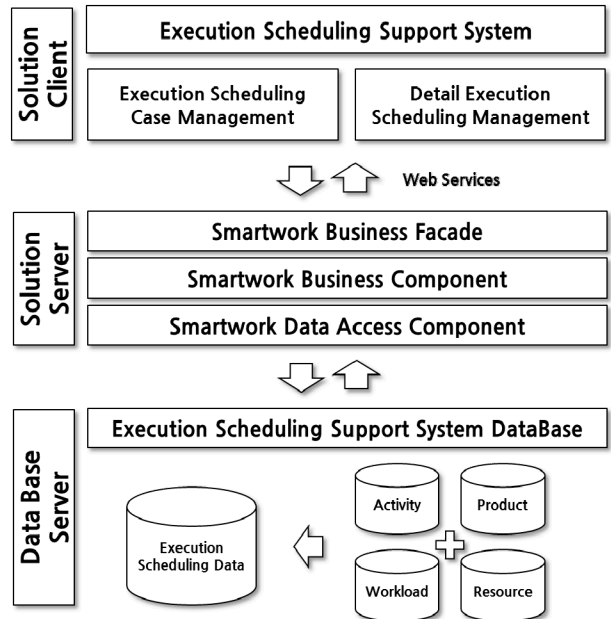 Solution
Client
Execution Scheduling Support System
Execution Scheduling
Case Management
Detail Execution
Scheduling Management
Web Services
Solution
Server
Smartwork Business Facade
Smartwork Business Component
Smartwork Data Access Component
Data Base
Server
Execution Scheduling Support System DataBase
Execution
Scheduling Data
Activity
Product
Workload
Resource